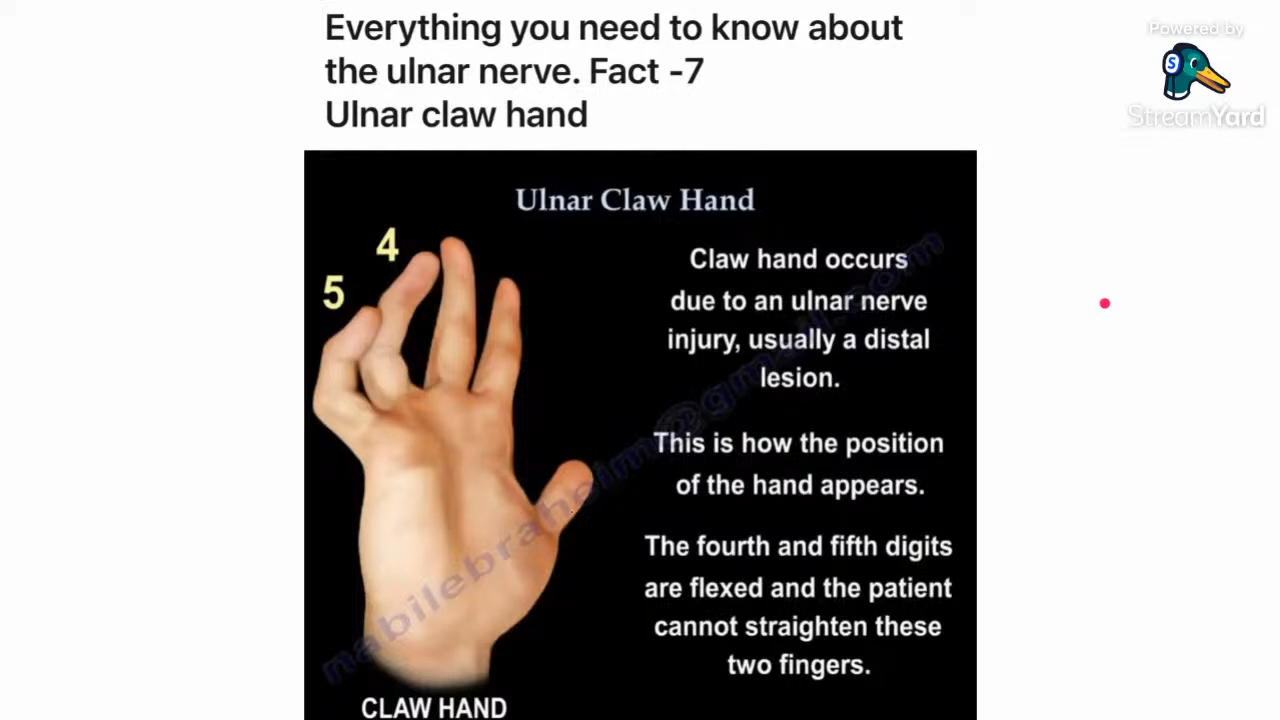 Everything you need to know about
the ulnar nerve. Fact -7
Ulnar claw hand
Powered by
S
StreamYard
Ulnar Claw Hand
4
5
Claw hand occurs
due to an ulnar nerve
injury, usually a distal
lesion.
This is how the position
of the hand appears.
The fourth and fifth digits
are flexed and the patient
cannot straighten these
two fingers.
nabilebraheim@gmail.com
CLAW HAND